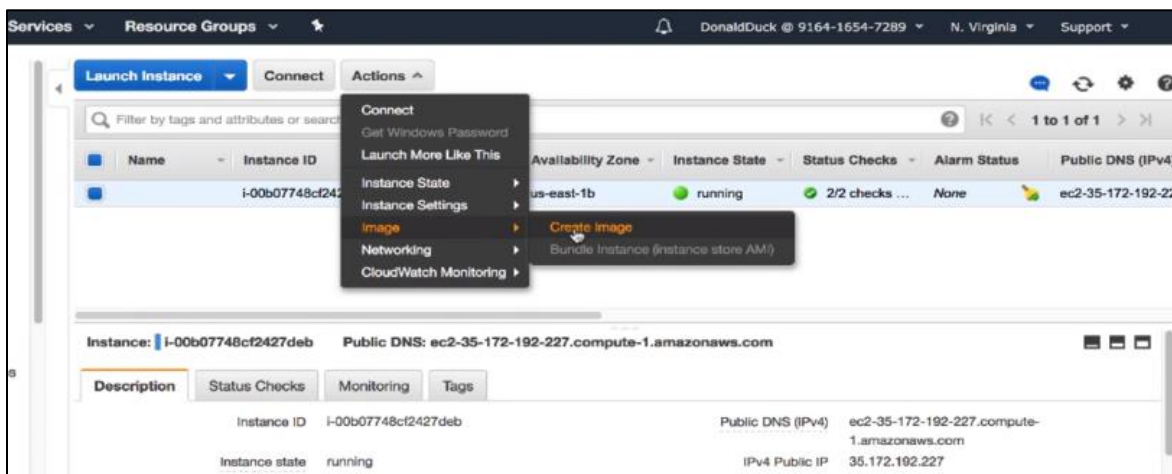 Services Resource Groups DonaldDuck @ 9164-1654-7289 N. Virginia Support
Launch Instance Connect Actions
Filter by tags and attributes or search 1 to 1 of 1
Connect
Get Windows Password
Launch More Like This
Instance State
Instance Settings
Image
Networking
CloudWatch Monitoring
Create Image
Bundle Instance (instance store AMI)
Name Instance ID Availability Zone Instance State Status Checks Alarm Status Public DNS (IPv4
i-00b07748cf242 us-east-1b running 2/2 checks ... None ec2-35-172-192-22
Instance: i-00b07748cf2427deb Public DNS: ec2-35-172-192-227.compute-1.amazonaws.com
Description Status Checks Monitoring Tags
Instance ID i-00b07748cf2427deb Public DNS (IPv4) ec2-35-172-192-227.compute-
1.amazonaws.com
Instance state running IPv4 Public IP 35.172.192.227